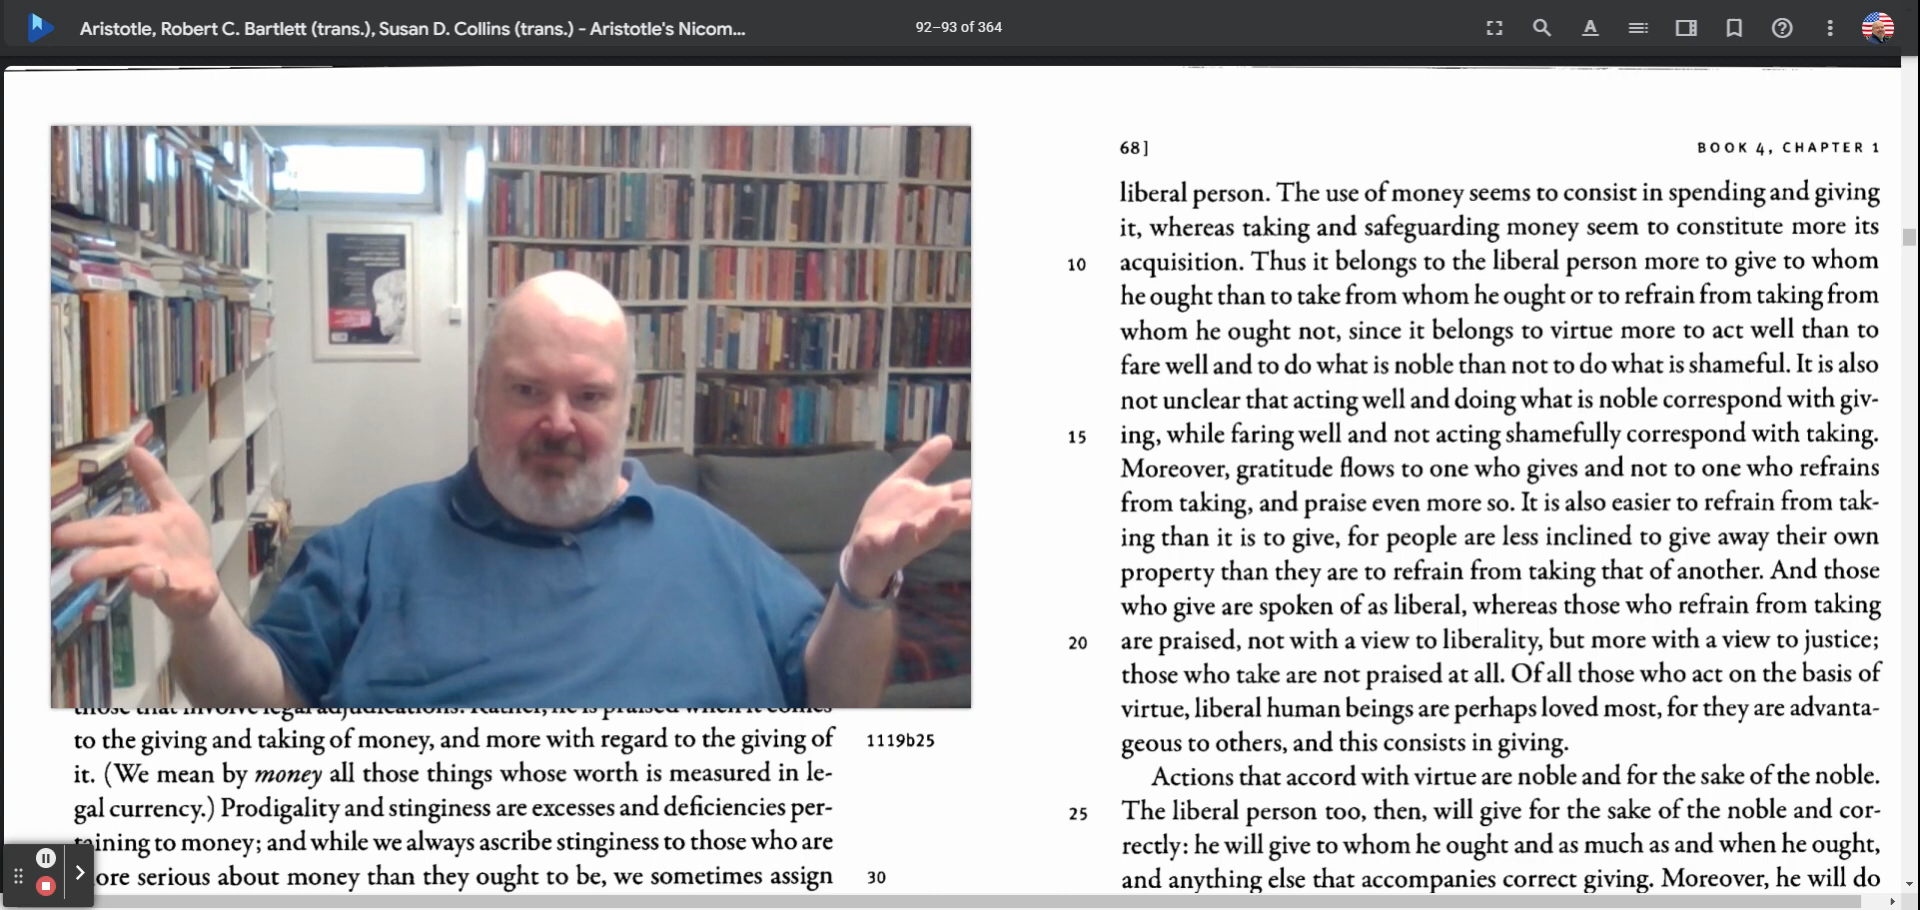 Aristotle, Robert C. Bartlett (trans.), Susan D. Collins (trans.) - Aristotle's Nicom...
92–93 of 364
those that involve legal adjudications. Rather, he is praised when it comes
to the giving and taking of money, and more with regard to the giving of
1119b25
it. (We mean by money all those things whose worth is measured in le-
gal currency.) Prodigality and stinginess are excesses and deficiencies per-
taining to money; and while we always ascribe stinginess to those who are
more serious about money than they ought to be, we sometimes assign
30
68]
BOOK 4, CHAPTER 1
liberal person. The use of money seems to consist in spending and giving
it, whereas taking and safeguarding money seem to constitute more its
10
acquisition. Thus it belongs to the liberal person more to give to whom
he ought than to take from whom he ought or to refrain from taking from
whom he ought not, since it belongs to virtue more to act well than to
fare well and to do what is noble than not to do what is shameful. It is also
not unclear that acting well and doing what is noble correspond with giv-
15
ing, while faring well and not acting shamefully correspond with taking.
Moreover, gratitude flows to one who gives and not to one who refrains
from taking, and praise even more so. It is also easier to refrain from tak-
ing than it is to give, for people are less inclined to give away their own
property than they are to refrain from taking that of another. And those
who give are spoken of as liberal, whereas those who refrain from taking
20
are praised, not with a view to liberality, but more with a view to justice;
those who take are not praised at all. Of all those who act on the basis of
virtue, liberal human beings are perhaps loved most, for they are advanta-
geous to others, and this consists in giving.
Actions that accord with virtue are noble and for the sake of the noble.
25
The liberal person too, then, will give for the sake of the noble and cor-
rectly: he will give to whom he ought and as much as and when he ought,
and anything else that accompanies correct giving. Moreover, he will do